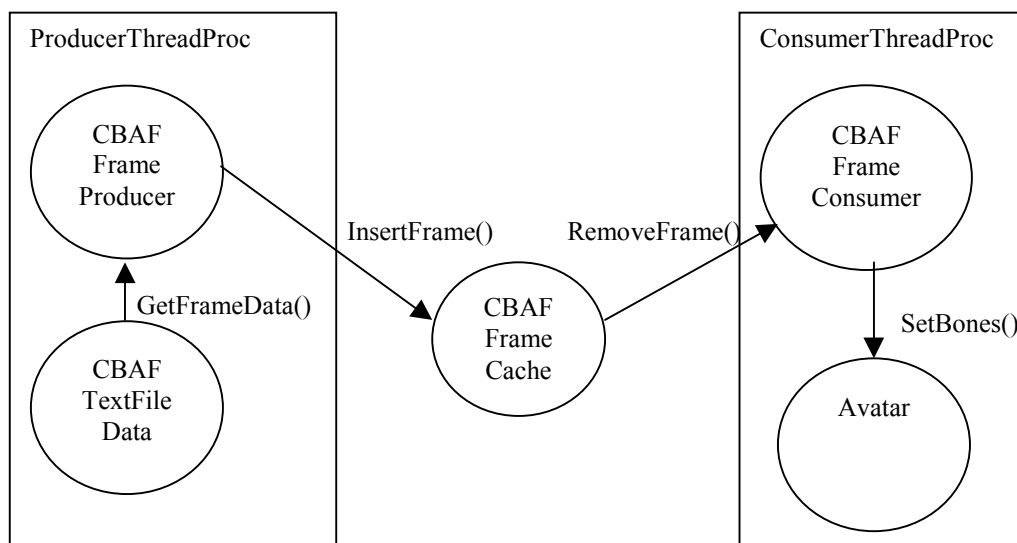 ProducerThreadProc
CBAF
Frame
Producer
GetFrameData()
CBAF
TextFile
Data
InsertFrame()
CBAF
Frame
Cache
RemoveFrame()
ConsumerThreadProc
CBAF
Frame
Consumer
SetBones()
Avatar